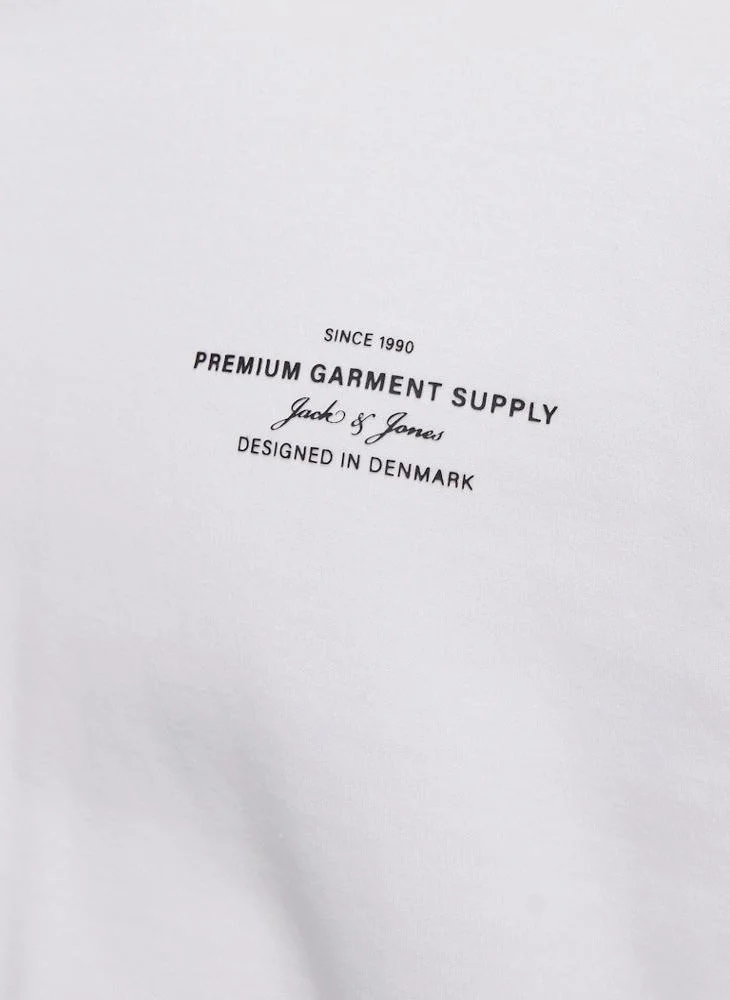 SINCE 1990
PREMIUM GARMENT SUPPLY
Jack & Jones
DESIGNED IN DENMARK